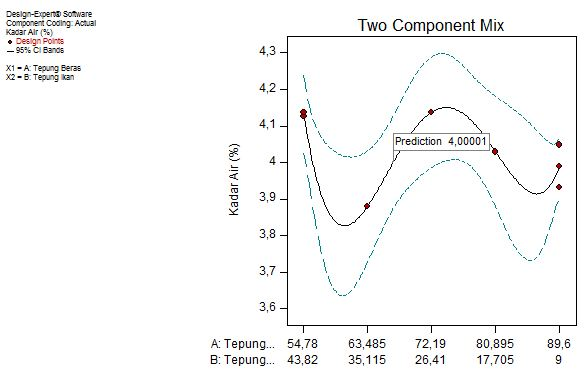 Design-Expert® Software
Component Coding: Actual
Kadar Air (%)
Design Points
95% CI Bands
X1 = A: Tepung Beras
X2 = B: Tepung Ikan
Two Component Mix
Kadar Air (%)
4,3
4,2
4,1
4
3,9
3,8
3,7
3,6
Prediction 4,00001
A: Tepung... 54,78 63,485 72,19 80,895 89,6
B: Tepung... 43,82 35,115 26,41 17,705 9